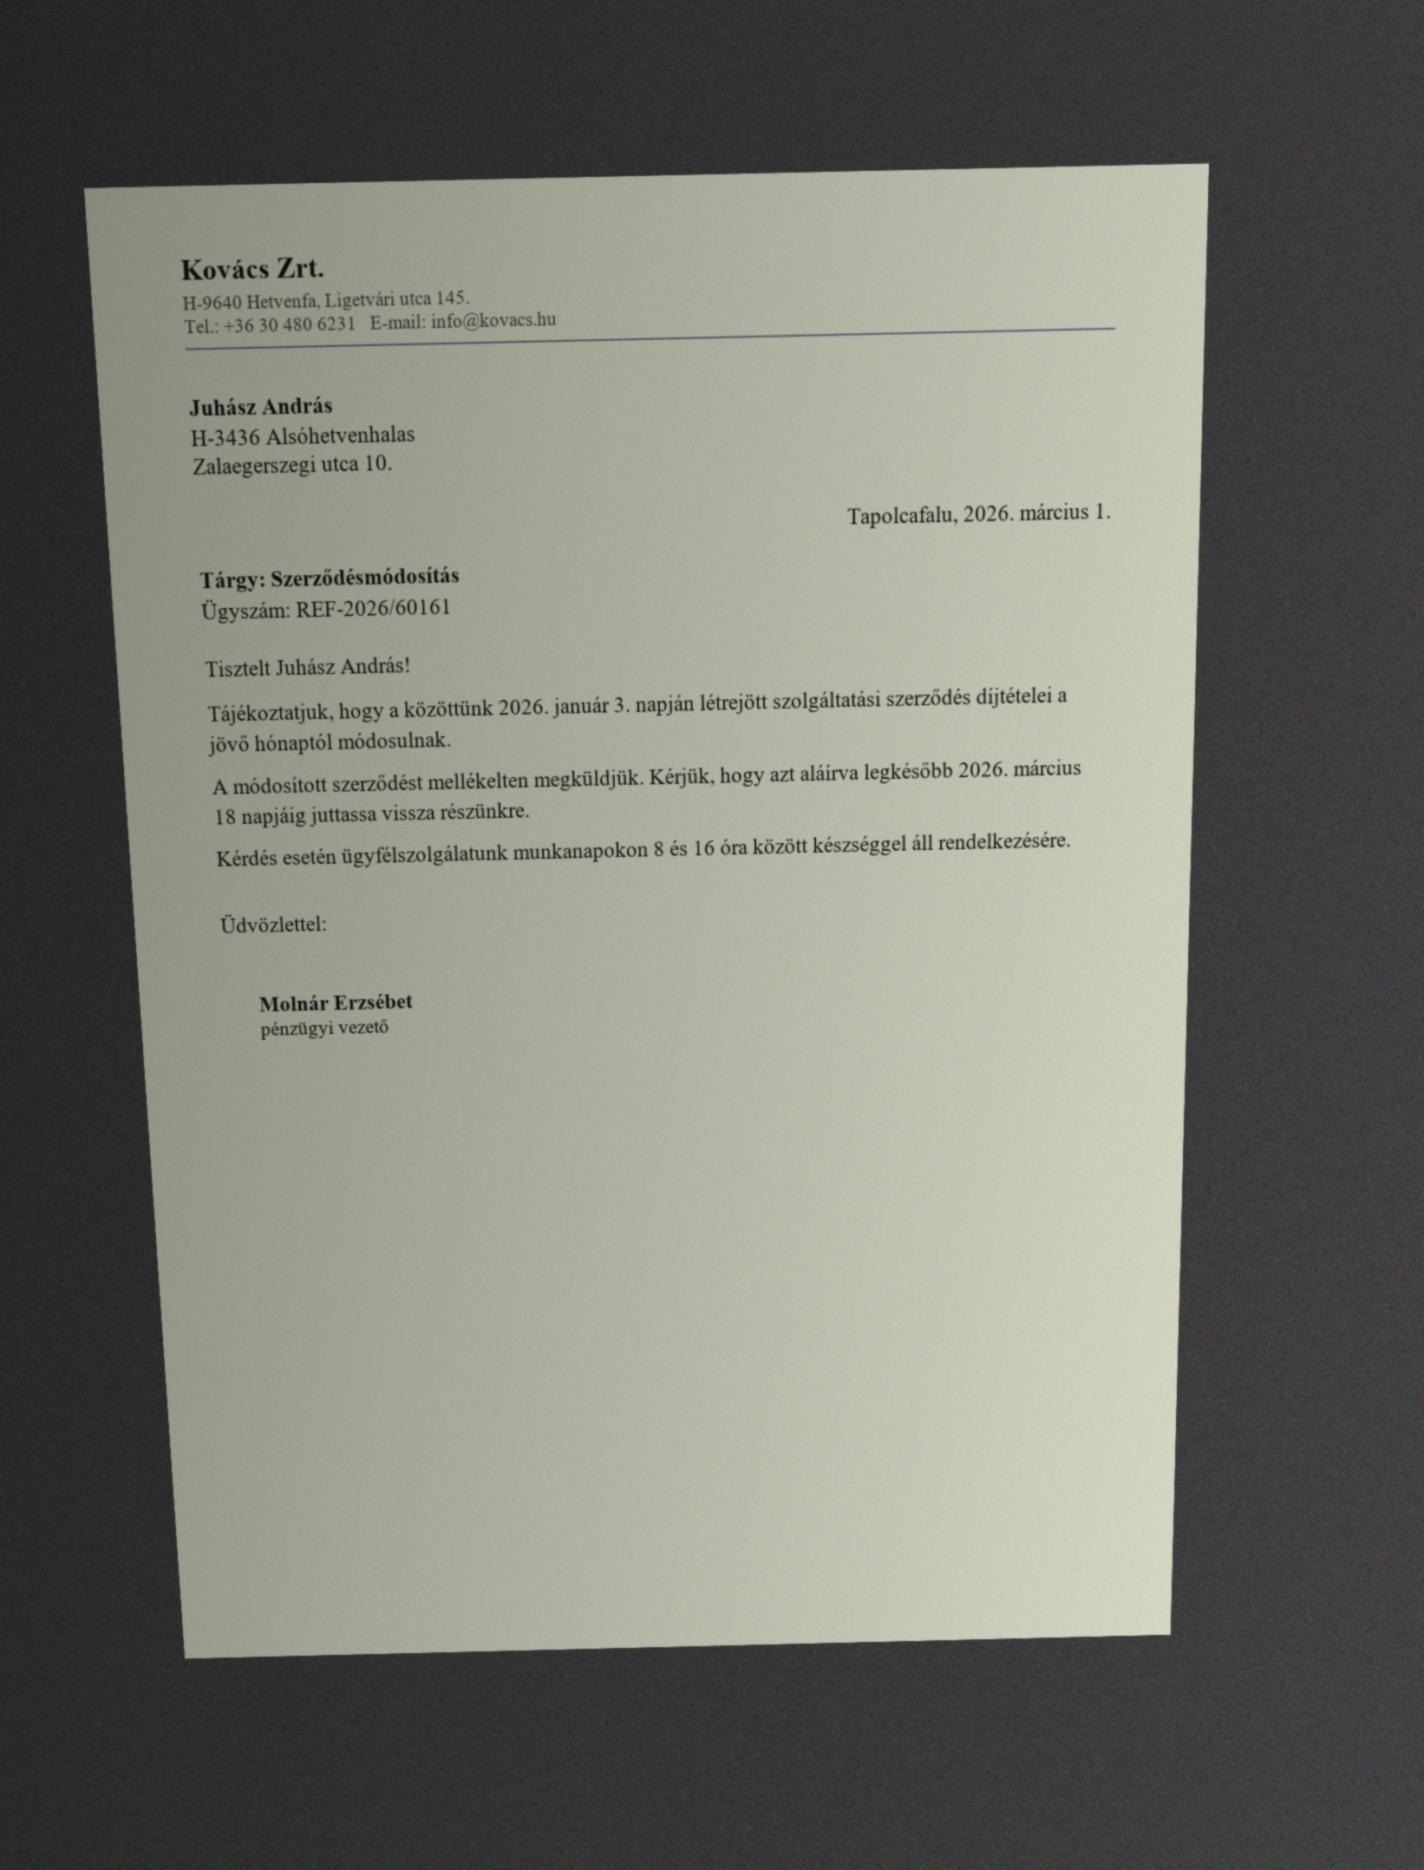 Kovács Zrt.
H-9640 Hetvenfa, Ligetvári utca 145.
Tel.: +36 30 480 6231 E-mail: info@kovacs.hu
Juhász András
H-3436 Alsóhetvenhalas
Zalaegerszegi utca 10.
Tapolcafalu, 2026. március 1.
Tárgy: Szerződésmódosítás
Ügyszám: REF-2026/60161
Tisztelt Juhász András!
Tájékoztatjuk, hogy a közöttünk 2026. január 3. napján létrejött szolgáltatási szerződés díjtételei a
jövő hónaptól módosulnak.
A módosított szerződést mellékelten megküldjük. Kérjük, hogy azt aláírva legkésőbb 2026. március
18 napjáig juttassa vissza részünkre.
Kérdés esetén ügyfélszolgálatunk munkanapokon 8 és 16 óra között készséggel áll rendelkezésére.
Üdvözlettel:
Molnár Erzsébet
pénzügyi vezető